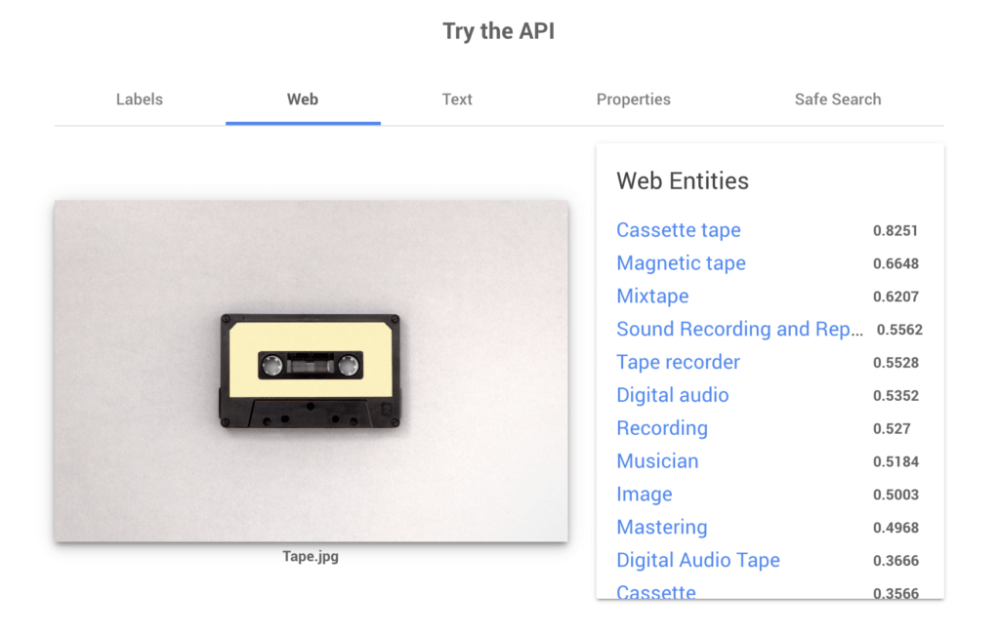 Try the API
Labels Web Text Properties Safe Search
Web Entities
Cassette tape 0.8251
Magnetic tape 0.6648
Mixtape 0.6207
Sound Recording and Rep... 0.5562
Tape recorder 0.5528
Digital audio 0.5352
Recording 0.527
Musician 0.5184
Image 0.5003
Mastering 0.4968
Digital Audio Tape 0.3666
Cassette 0.3566
Tape.jpg